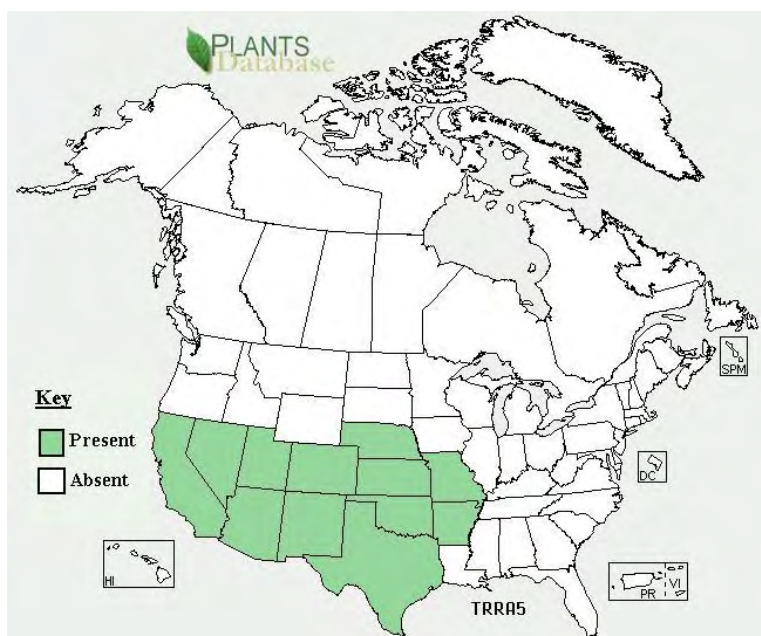 PLANTS
Database
SPM
Key
Present
Absent
DC
HI
PR
VI
TRRA5